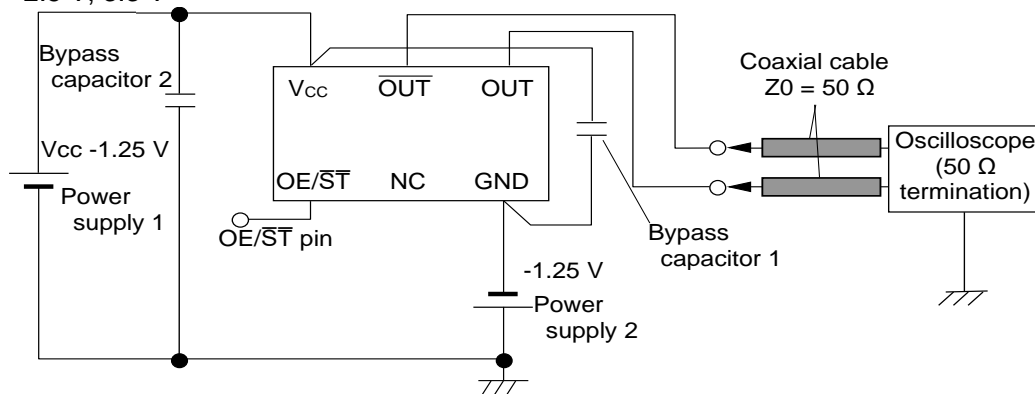 Bypass
capacitor 2
Vcc -1.25 V
Power
supply 1
Vcc
OUT
OUT
OE/ST
NC
GND
OE/ST pin
-1.25 V
Power
supply 2
Bypass
capacitor 1
Coaxial cable
Z0 = 50 Ω
Oscilloscope
(50 Ω
termination)